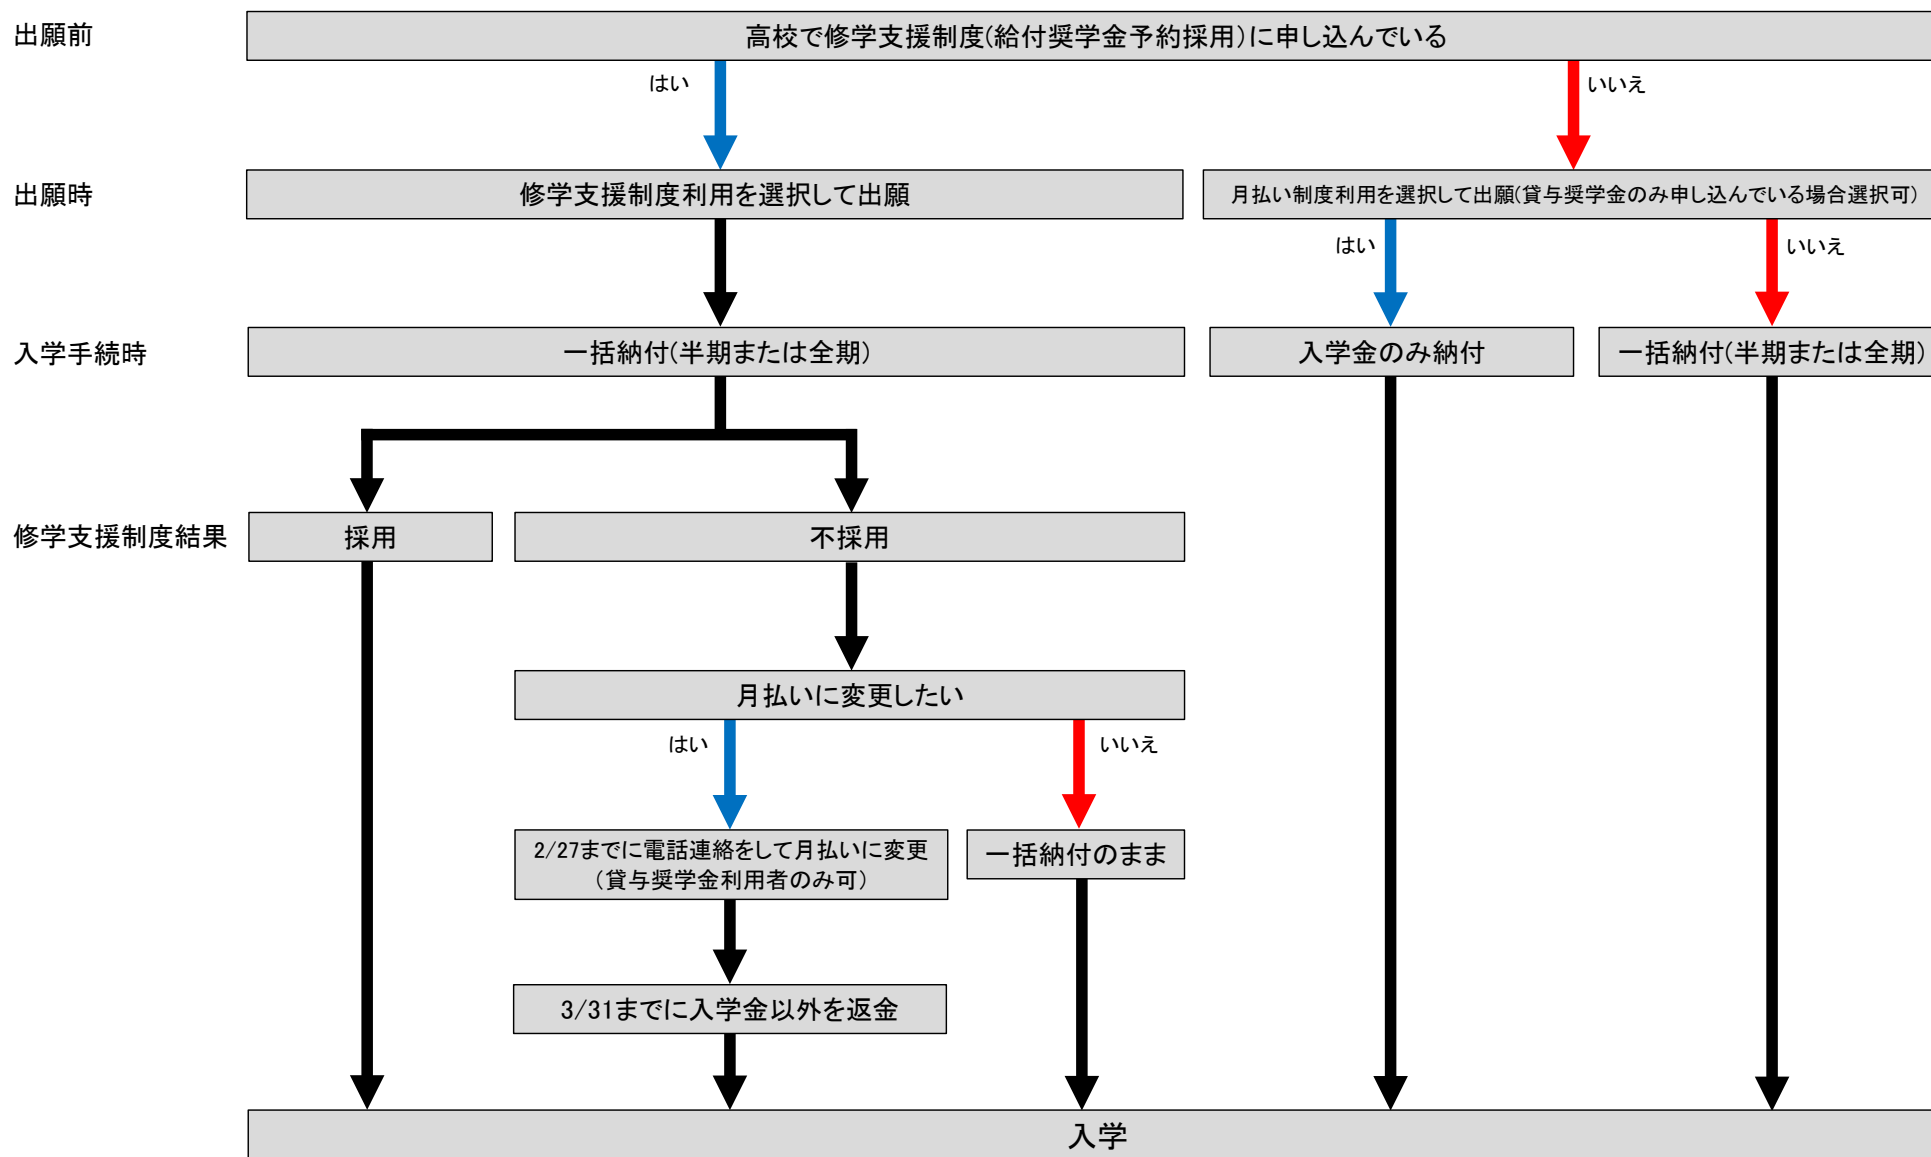 出願前
高校で修学支援制度(給付奨学金予約採用)に申し込んでいる
はい
いいえ
出願時
修学支援制度利用を選択して出願
月払い制度利用を選択して出願(貸与奨学金のみ申し込んでいる場合選択可)
はい
いいえ
入学手続時
一括納付(半期または全期)
入学金のみ納付
一括納付(半期または全期)
修学支援制度結果
採用
不採用
月払いに変更したい
はい
いいえ
2/27までに電話連絡をして月払いに変更
(貸与奨学金利用者のみ可)
一括納付のまま
3/31までに入学金以外を返金
入学